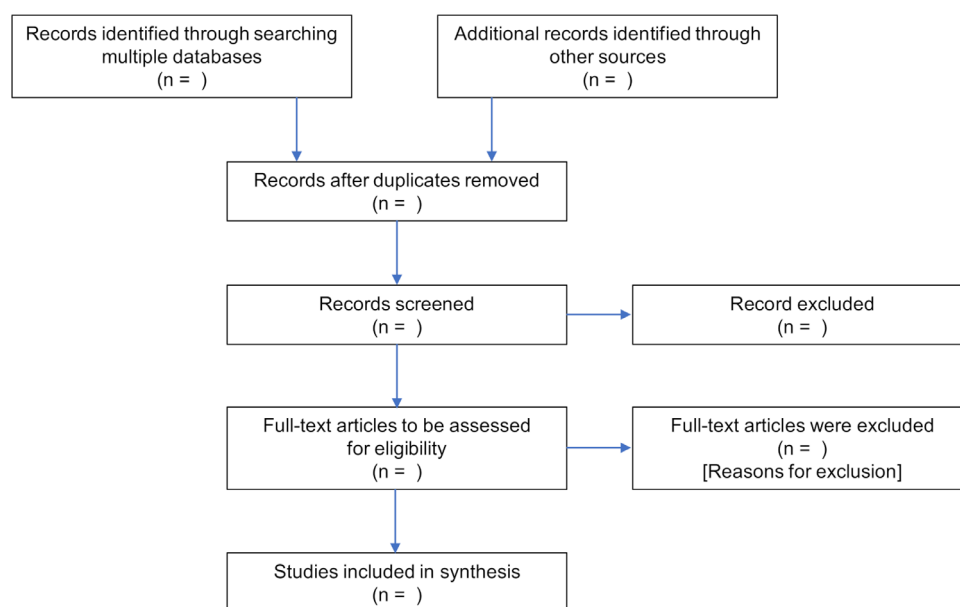 Records identified through searching
multiple databases
(n =  )
Additional records identified through
other sources
(n =  )
Records after duplicates removed
(n =  )
Records screened
(n =  )
Record excluded
(n =  )
Full-text articles to be assessed
for eligibility
(n =  )
Full-text articles were excluded
(n =  )
[Reasons for exclusion]
Studies included in synthesis
(n =  )